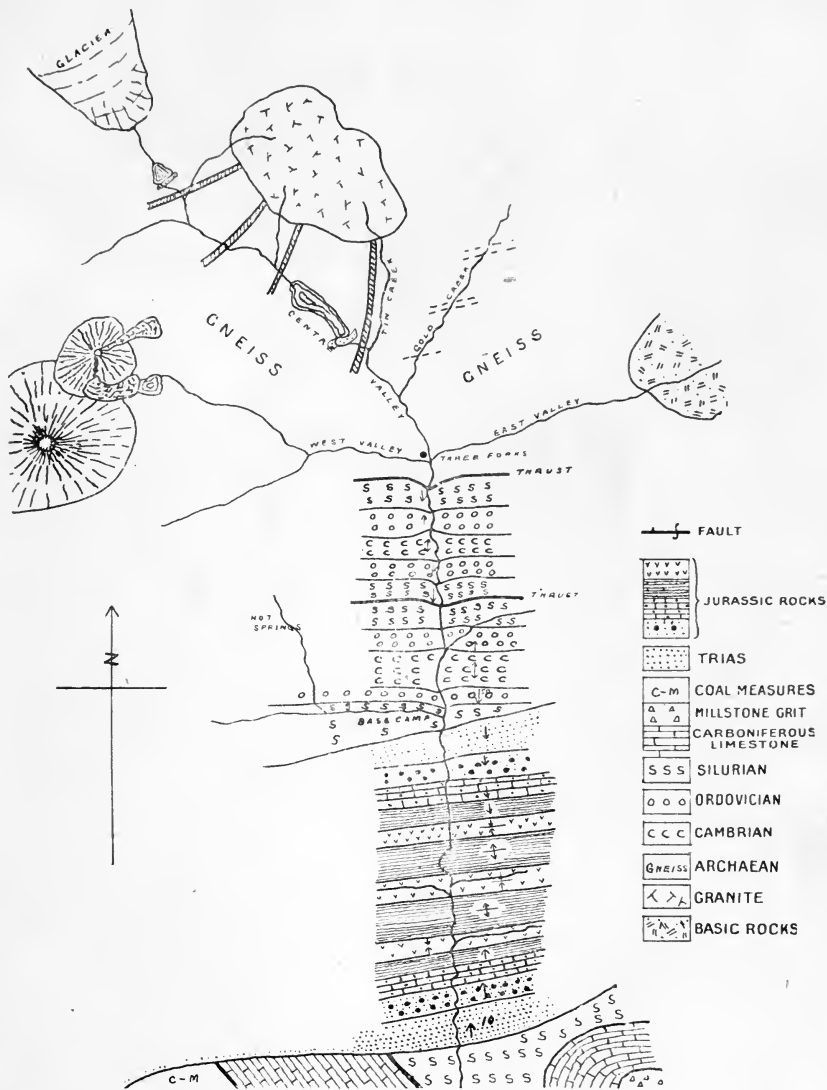 GLACIER
TIN CREEK
GOLD CREEK
GNEISS
CENTRAL
VALLEY
GNEISS
EAST VALLEY
WEST VALLEY
THREE FORKS
THRUST
S S S S S S S
S S S S S S S
O O O O O O O
O O O O O O O
C C C C C C C C
C C C C C C C C
O O O O O O O O
O O O O O O O O
S S S S S S S S
THRUST
HOT
SPRINGS
BASE CAMP
N
10
C-M
FAULT
JURASSIC ROCKS
TRIAS
C-M COAL MEASURES
MILLSTONE GRIT
CARBONIFEROUS
LIMESTONE
S S S SILURIAN
O O O ORDOVICIAN
C C C CAMBRIAN
GNEISS ARCHAEAN
GRANITE
BASIC ROCKS